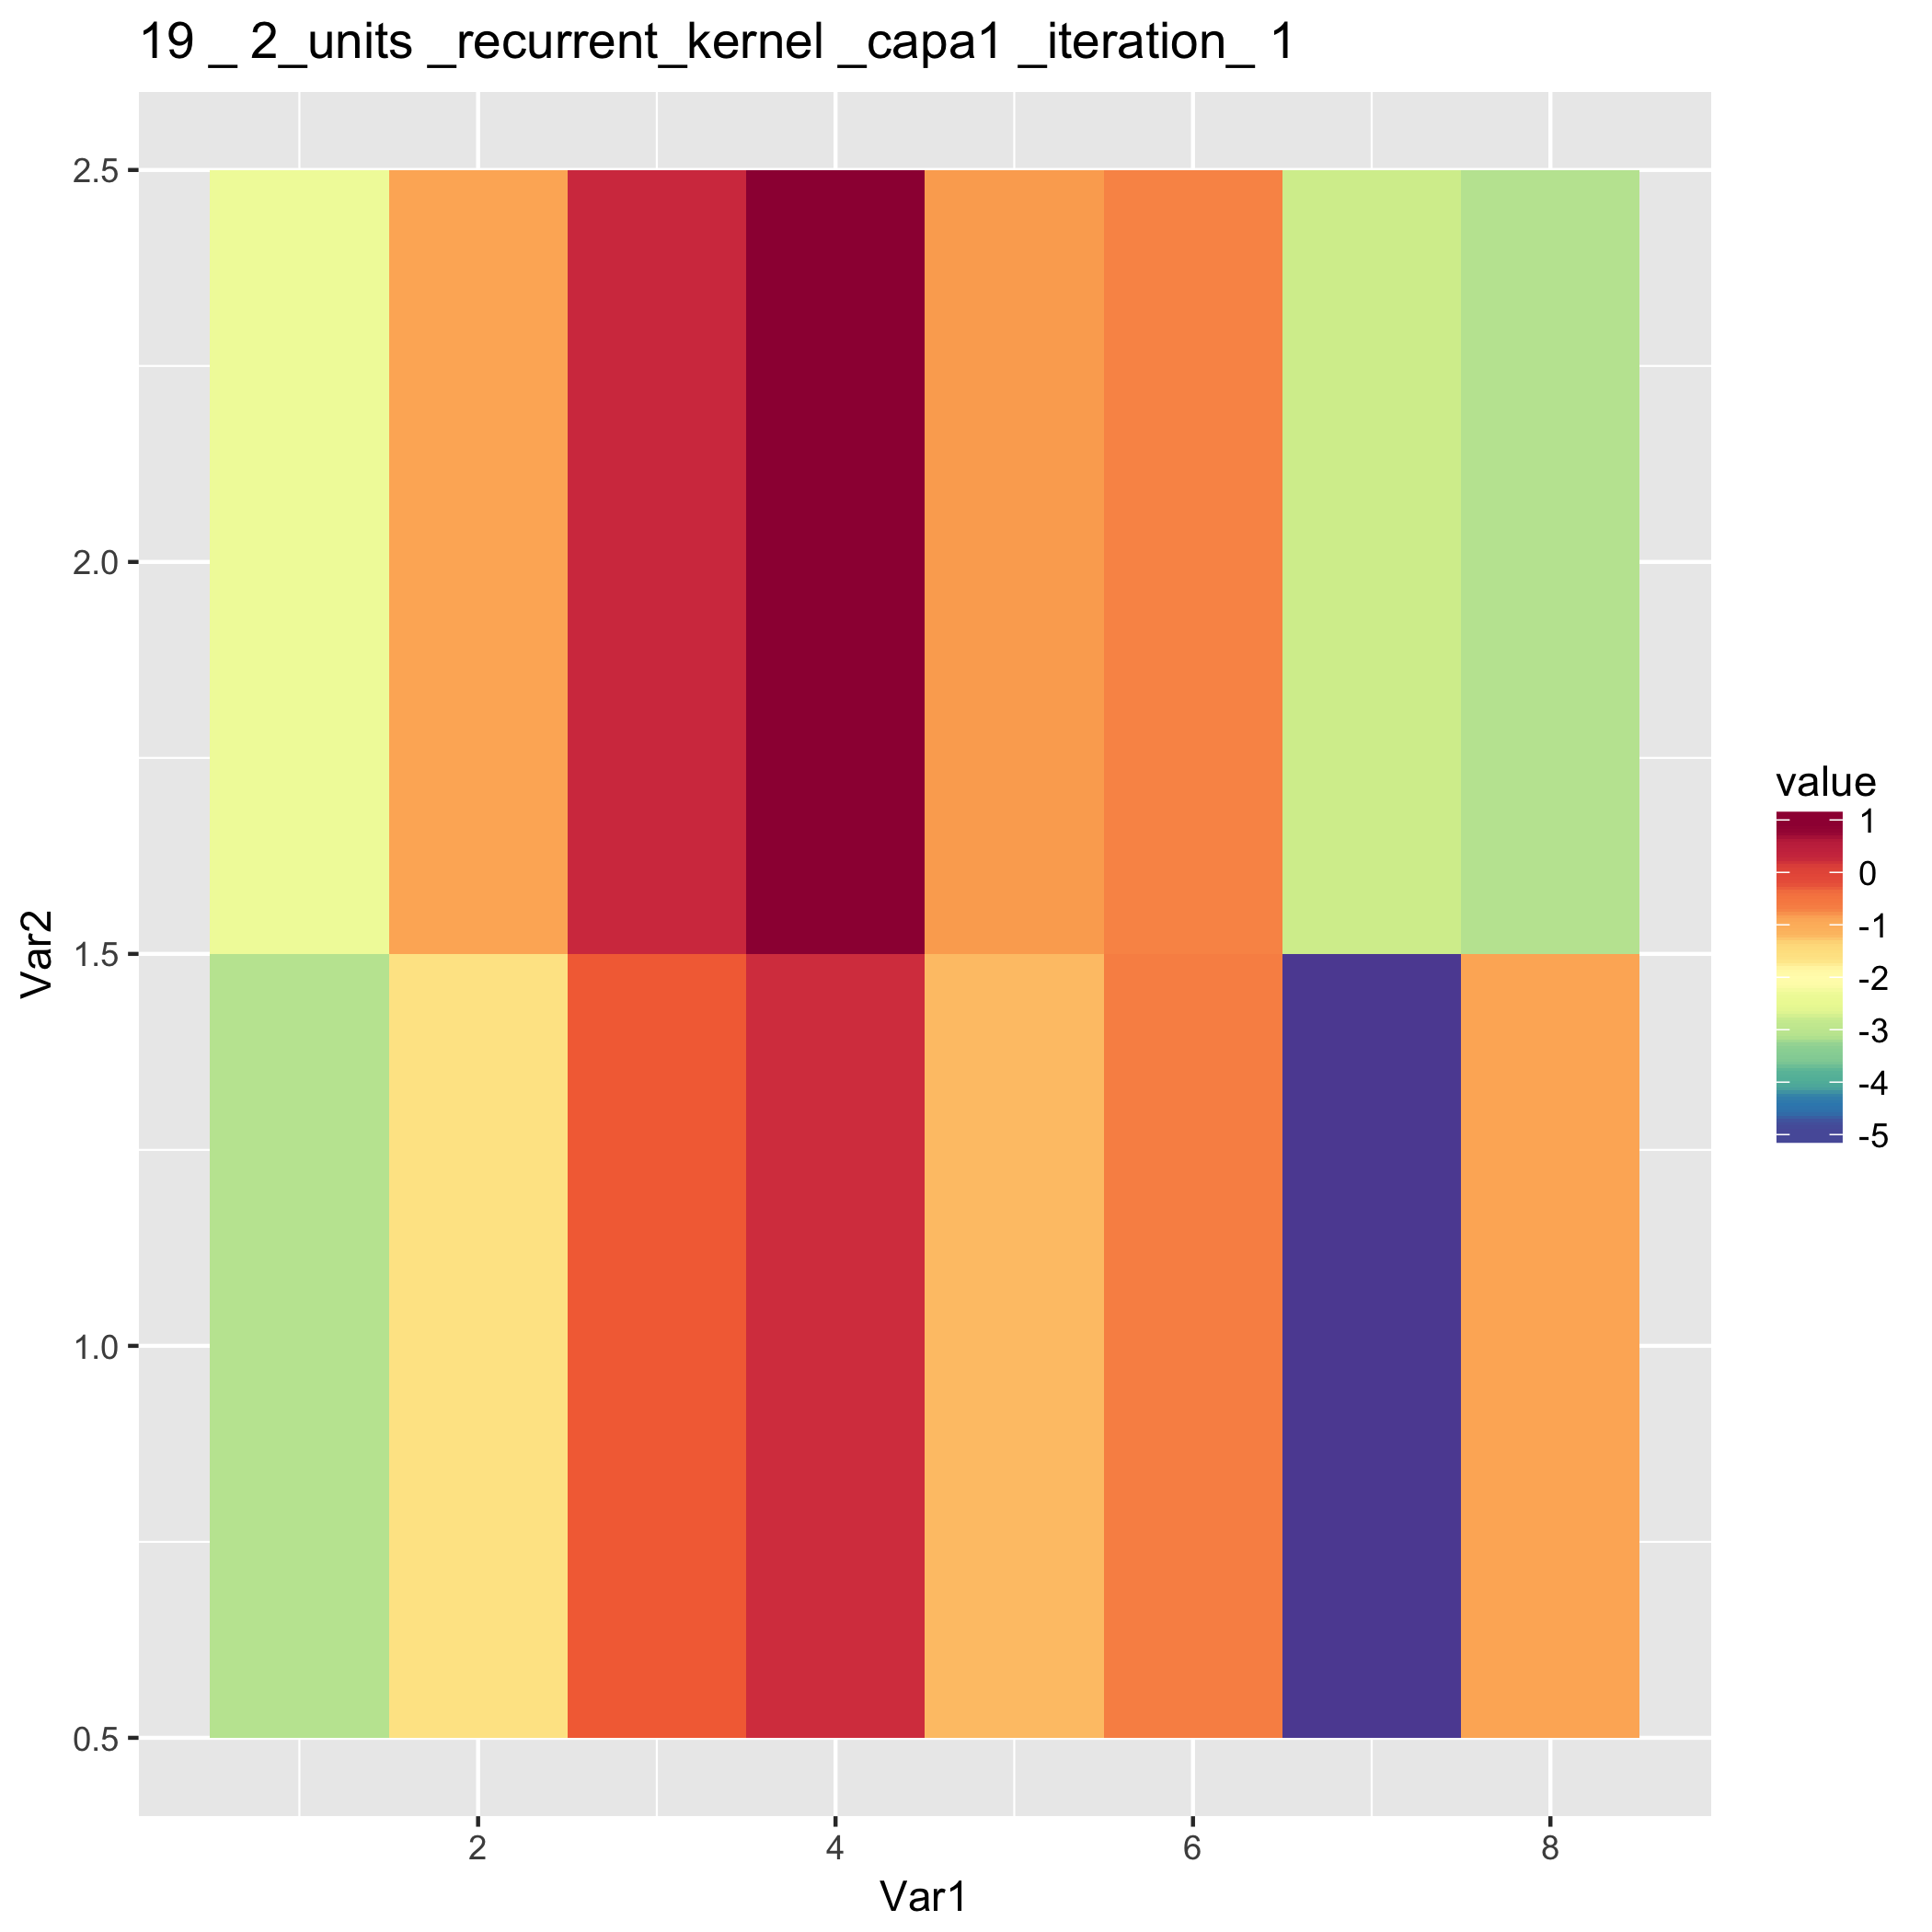 19 _ 2_units _recurrent_kernel _capa1 _iteration_ 1
2.5
2.0
1.5
1.0
0.5
Var2
2 4 6 8
Var1
value
1
0
-1
-2
-3
-4
-5